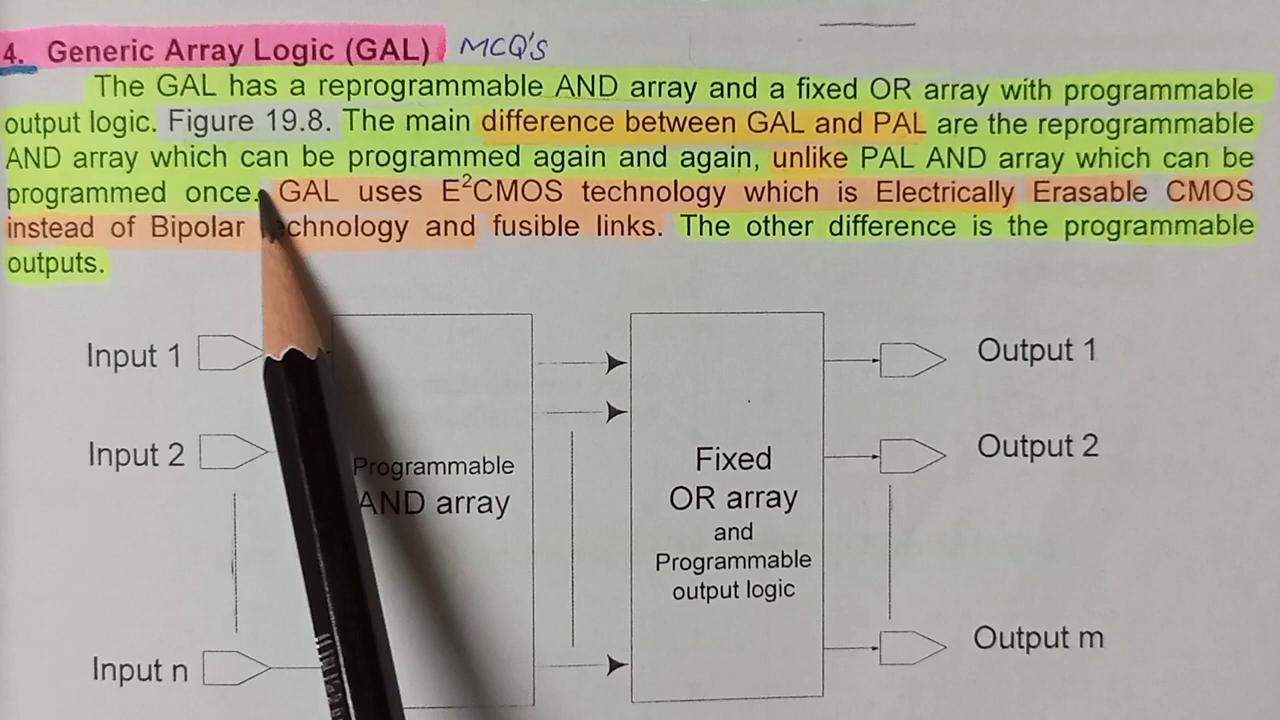 4. Generic Array Logic (GAL) MCQ'S
The GAL has a reprogrammable AND array and a fixed OR array with programmable
output logic. Figure 19.8. The main difference between GAL and PAL are the reprogrammable
AND array which can be programmed again and again, unlike PAL AND array which can be
programmed once. GAL uses E²CMOS technology which is Electrically Erasable CMOS
instead of Bipolar technology and fusible links. The other difference is the programmable
outputs.
Input 1
Input 2
Input n
Programmable
AND array
Fixed
OR array
and
Programmable
output logic
Output 1
Output 2
Output m